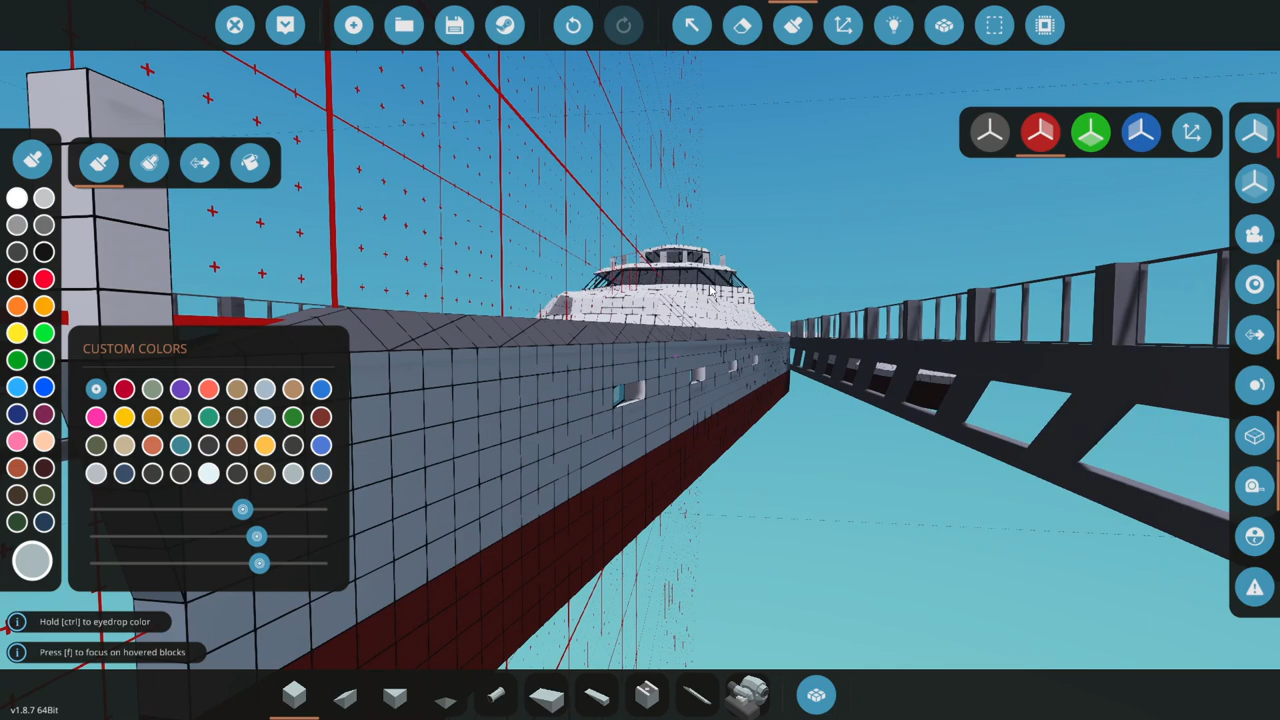 CUSTOM COLORS
Hold [ctrl] to eyedrop color
Press [f] to focus on hovered blocks
v1.8.7 64Bit